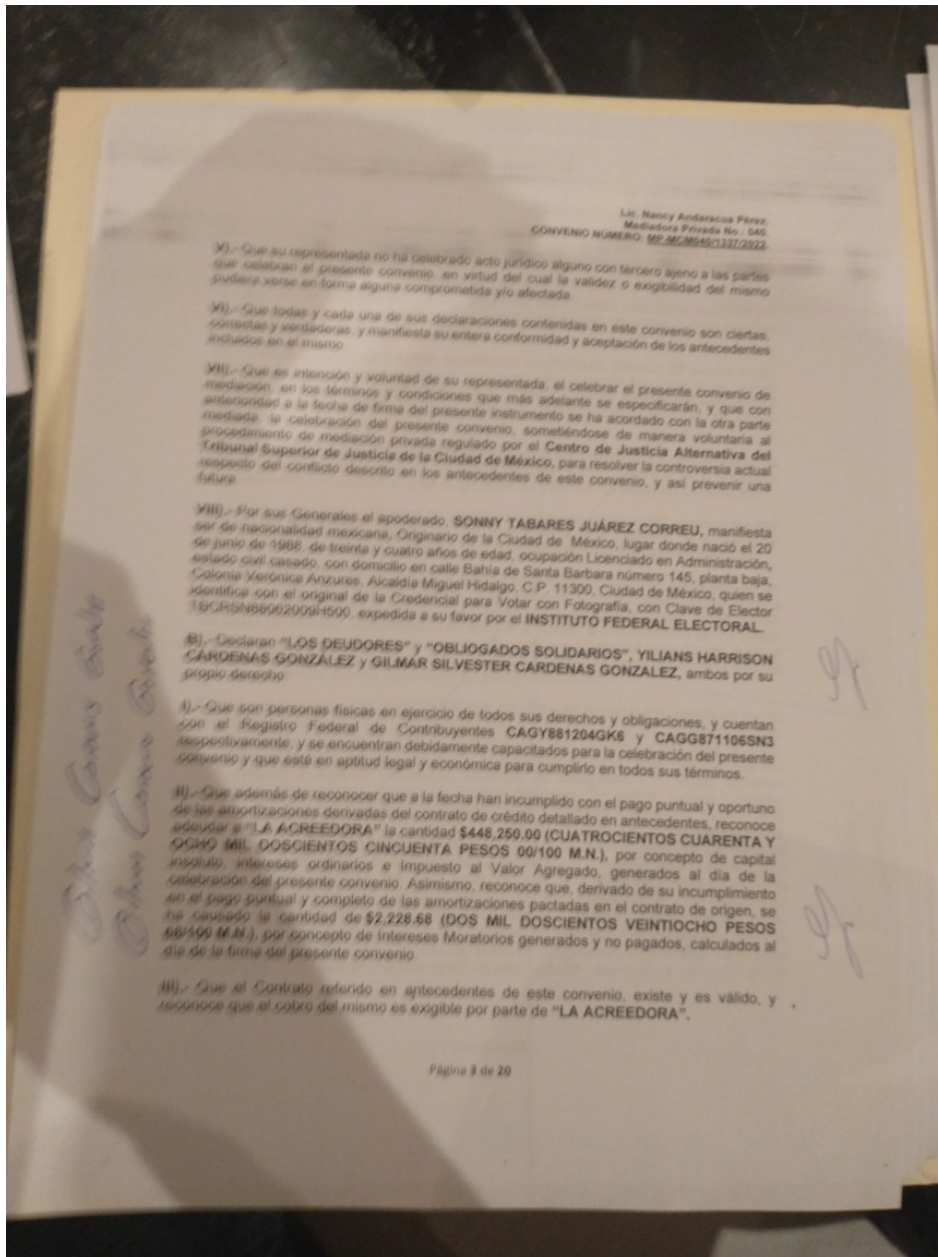 Lic. Nancy Andaracua Pérez.
Mediadora Privada No.: 040.
CONVENIO NÚMERO: MP-MCM040/1337/2022.
V).- Que su representada no ha celebrado acto jurídico alguno con tercero ajeno a las partes
que celebran el presente convenio, en virtud del cual la validez o exigibilidad del mismo
pudiera verse en forma alguna comprometida y/o afectada.
VI).- Que todas y cada una de sus declaraciones contenidas en este convenio son ciertas,
correctas y verdaderas, y manifiesta su entera conformidad y aceptación de los antecedentes
incluidos en el mismo.
VII).- Que es intención y voluntad de su representada, el celebrar el presente convenio de
mediación, en los términos y condiciones que más adelante se especificarán, y que con
anterioridad a la fecha de firma del presente instrumento se ha acordado con la otra parte
mediada, la celebración del presente convenio, sometiéndose de manera voluntaria al
procedimiento de mediación privada regulado por el Centro de Justicia Alternativa del
Tribunal Superior de Justicia de la Ciudad de México, para resolver la controversia actual
respecto del conflicto descrito en los antecedentes de este convenio, y así prevenir una
futura.
VIII).- Por sus Generales el apoderado, SONNY TABARES JUÁREZ CORREU, manifiesta
ser de nacionalidad mexicana, Originario de la Ciudad de México, lugar donde nació el 20
de junio de 1988, de treinta y cuatro años de edad, ocupación Licenciado en Administración,
estado civil casado, con domicilio en calle Bahía de Santa Barbara número 145, planta baja,
Colonia Verónica Anzures, Alcaldía Miguel Hidalgo, C.P. 11300, Ciudad de México, quien se
identifica con el original de la Credencial para Votar con Fotografía, con Clave de Elector
TBCRSN88062009H500, expedida a su favor por el INSTITUTO FEDERAL ELECTORAL.
B).- Declaran "LOS DEUDORES" y "OBLIOGADOS SOLIDARIOS", YILIANS HARRISON
CARDENAS GONZÁLEZ y GILMAR SILVESTER CARDENAS GONZALEZ, ambos por su
propio derecho:
I).- Que son personas físicas en ejercicio de todos sus derechos y obligaciones, y cuentan
con el Registro Federal de Contribuyentes CAGY881204GK6 y CAGG871106SN3
respectivamente, y se encuentran debidamente capacitados para la celebración del presente
convenio y que está en aptitud legal y económica para cumplirlo en todos sus términos.
II).- Que además de reconocer que a la fecha han incumplido con el pago puntual y oportuno
de las amortizaciones derivadas del contrato de crédito detallado en antecedentes, reconoce
adeudar a "LA ACREEDORA" la cantidad $448,250.00 (CUATROCIENTOS CUARENTA Y
OCHO MIL DOSCIENTOS CINCUENTA PESOS 00/100 M.N.), por concepto de capital
insoluto, intereses ordinarios e Impuesto al Valor Agregado, generados al día de la
celebración del presente convenio. Asimismo, reconoce que, derivado de su incumplimiento
en el pago puntual y completo de las amortizaciones pactadas en el contrato de origen, se
ha causado la cantidad de $2,228.68 (DOS MIL DOSCIENTOS VEINTIOCHO PESOS
68/100 M.N.), por concepto de Intereses Moratorios generados y no pagados, calculados al
día de la firma del presente convenio.
III).- Que el Contrato referido en antecedentes de este convenio, existe y es válido, y
reconoce que el cobro del mismo es exigible por parte de "LA ACREEDORA".
Página 3 de 20